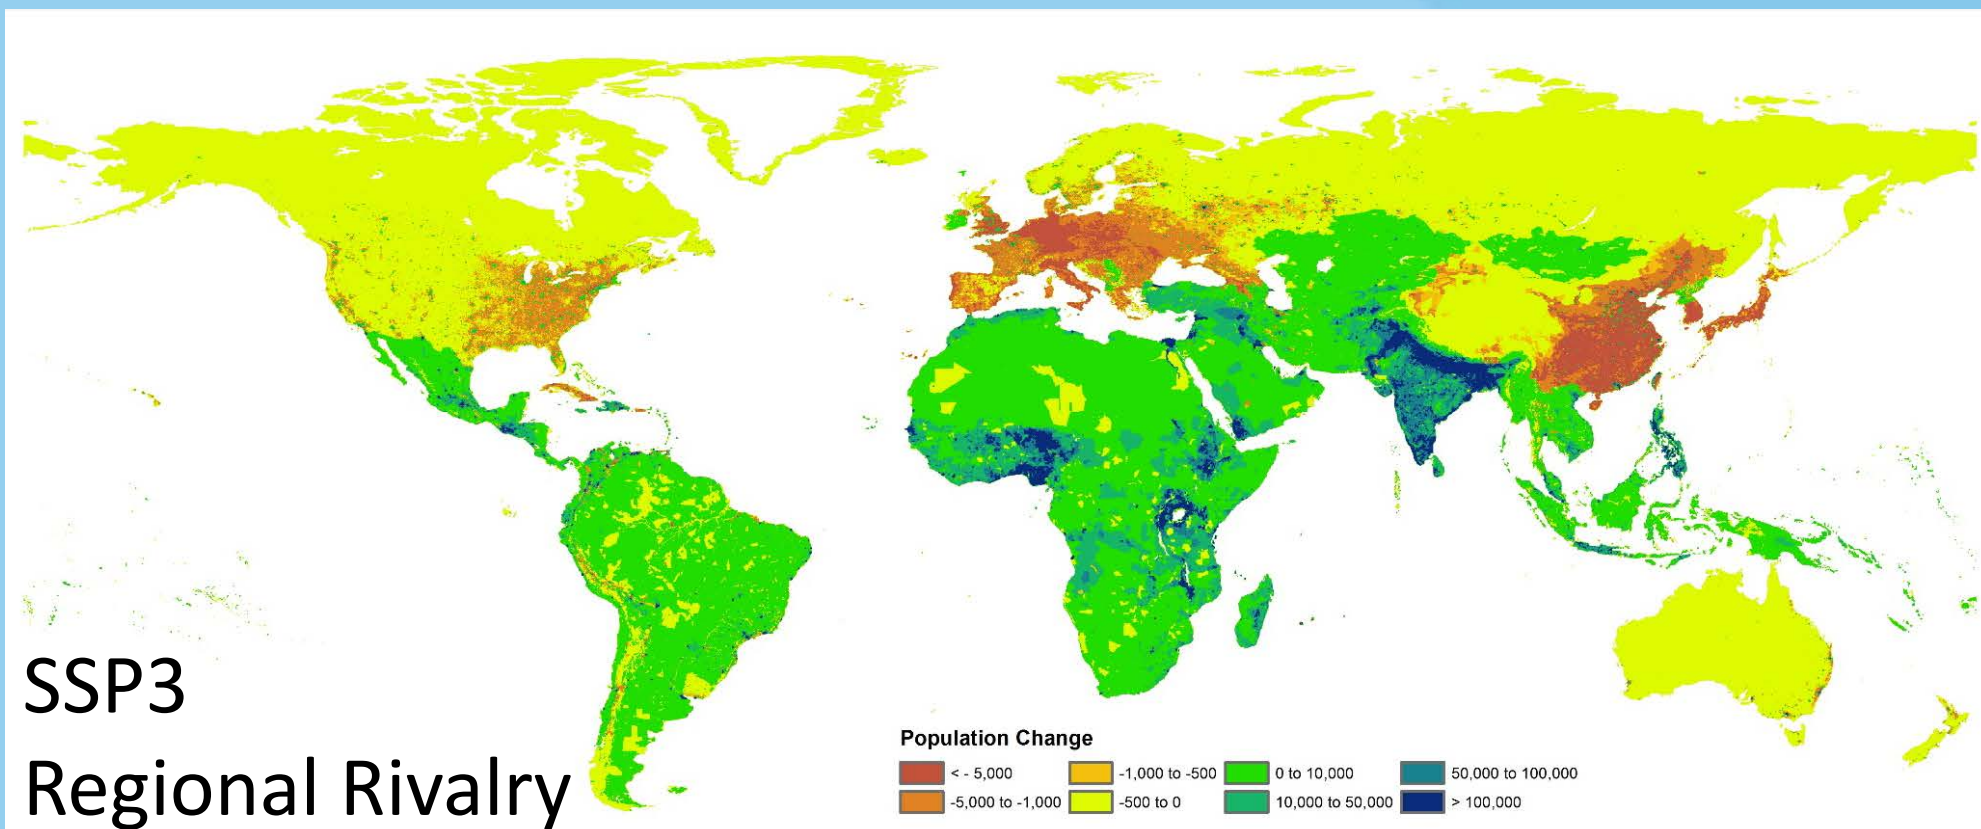 SSP3
Regional Rivalry
Population Change
< - 5,000
-5,000 to -1,000
-1,000 to -500
-500 to 0
0 to 10,000
10,000 to 50,000
50,000 to 100,000
> 100,000